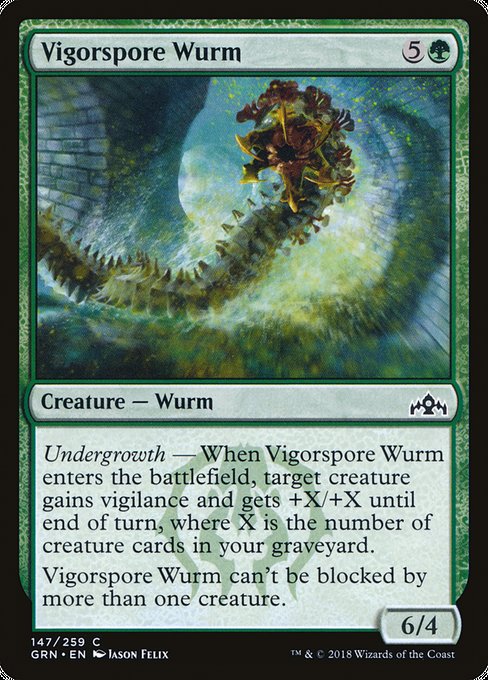 Vigorspore Wurm 5
Creature — Wurm
Undergrowth — When Vigorspore Wurm
enters the battlefield, target creature
gains vigilance and gets +X/+X until
end of turn, where X is the number of
creature cards in your graveyard.
Vigorspore Wurm can't be blocked by
more than one creature.
6/4
147/259 C
GRN • EN Jason Felix
™ & © 2018 Wizards of the Coast